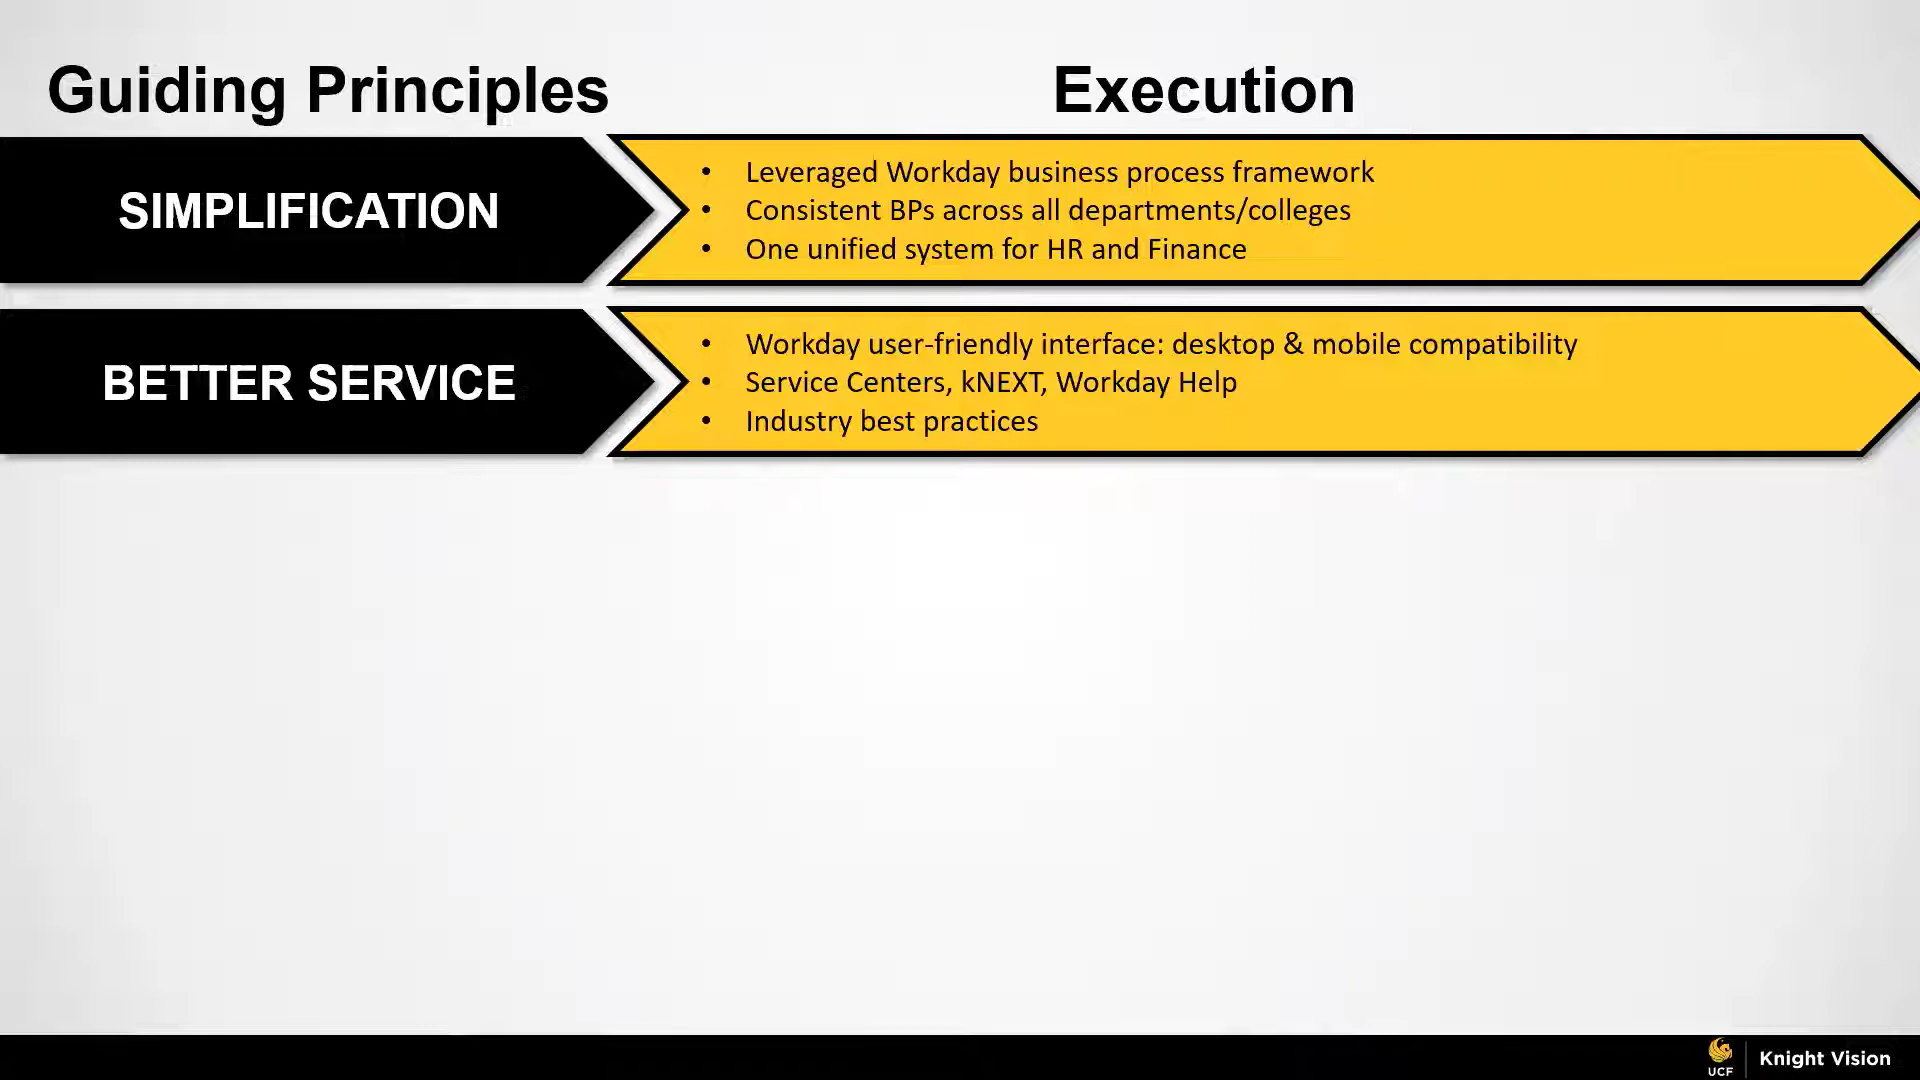 Guiding Principles
Execution
SIMPLIFICATION
• Leveraged Workday business process framework
• Consistent BPs across all departments/colleges
• One unified system for HR and Finance
BETTER SERVICE
• Workday user-friendly interface: desktop & mobile compatibility
• Service Centers, kNEXT, Workday Help
• Industry best practices
UCF
Knight Vision